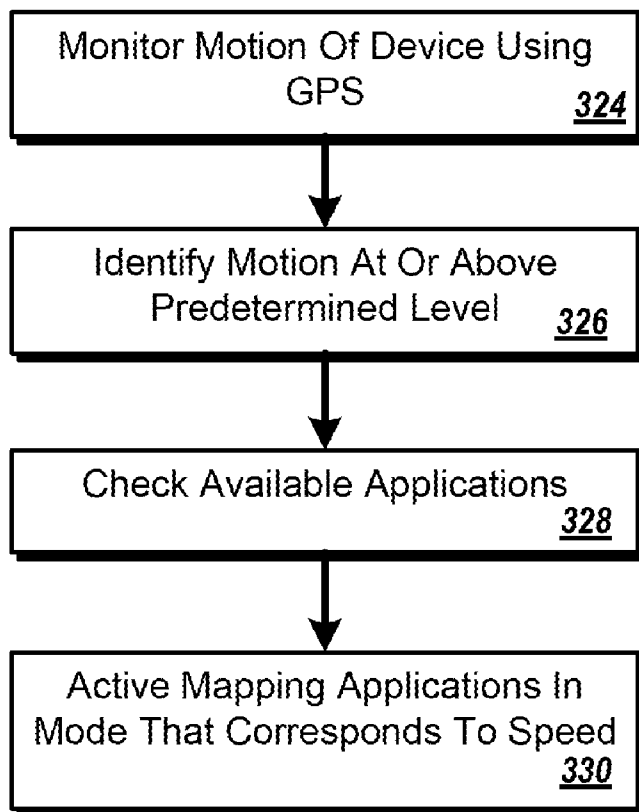 Monitor Motion Of Device Using
GPS
324
Identify Motion At Or Above
Predetermined Level
326
Check Available Applications
328
Active Mapping Applications In
Mode That Corresponds To Speed
330